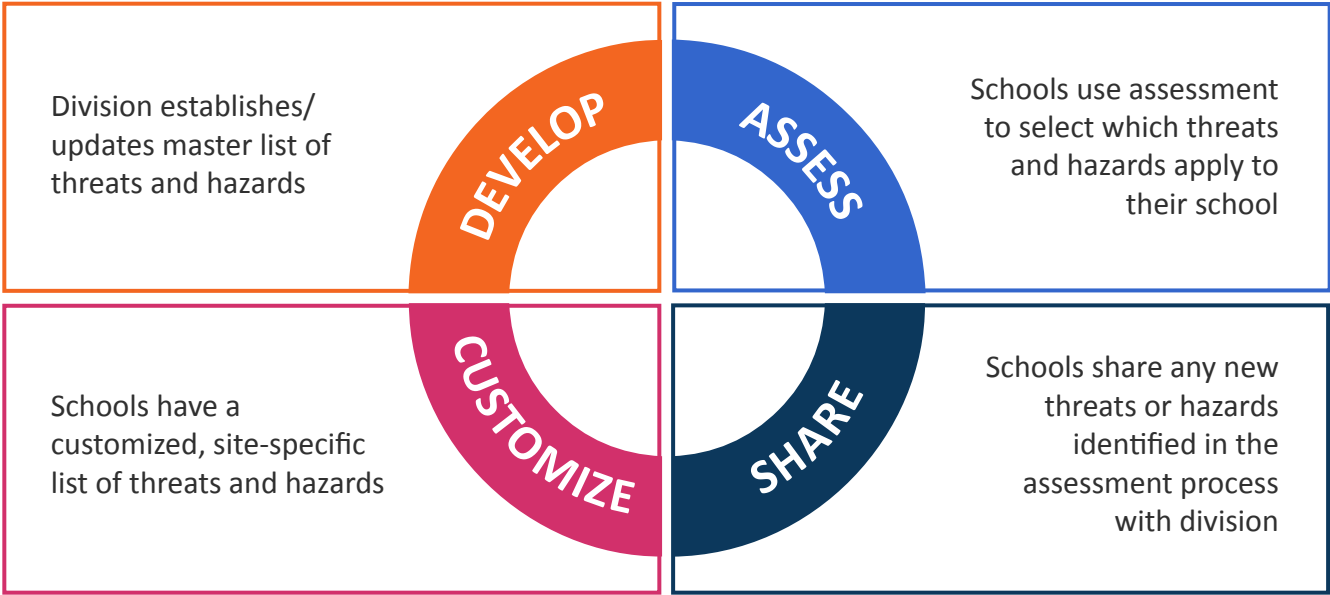 DEVELOP
Division establishes/
updates master list of
threats and hazards
ASSESS
Schools use assessment
to select which threats
and hazards apply to
their school
SHARE
Schools share any new
threats or hazards
identified in the
assessment process
with division
CUSTOMIZE
Schools have a
customized, site-specific
list of threats and hazards